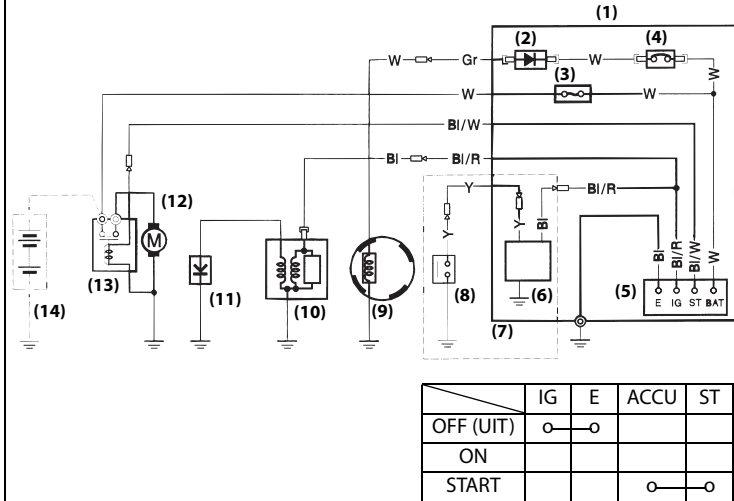 (1)
(2)
(4)
W
Gr
W
W
(3)
W
W
W
Bl/W
Bl
Bl/R
Y
Bl/R
(12)
Y
Y
Bl
M
Bl
Bl/R
Bl/W
W
(13)
(14)
(11)
(10)
(9)
(8)
(6)
(5)
E IG ST BAT
(7)
IG E ACCU ST
OFF (UIT)
ON
START